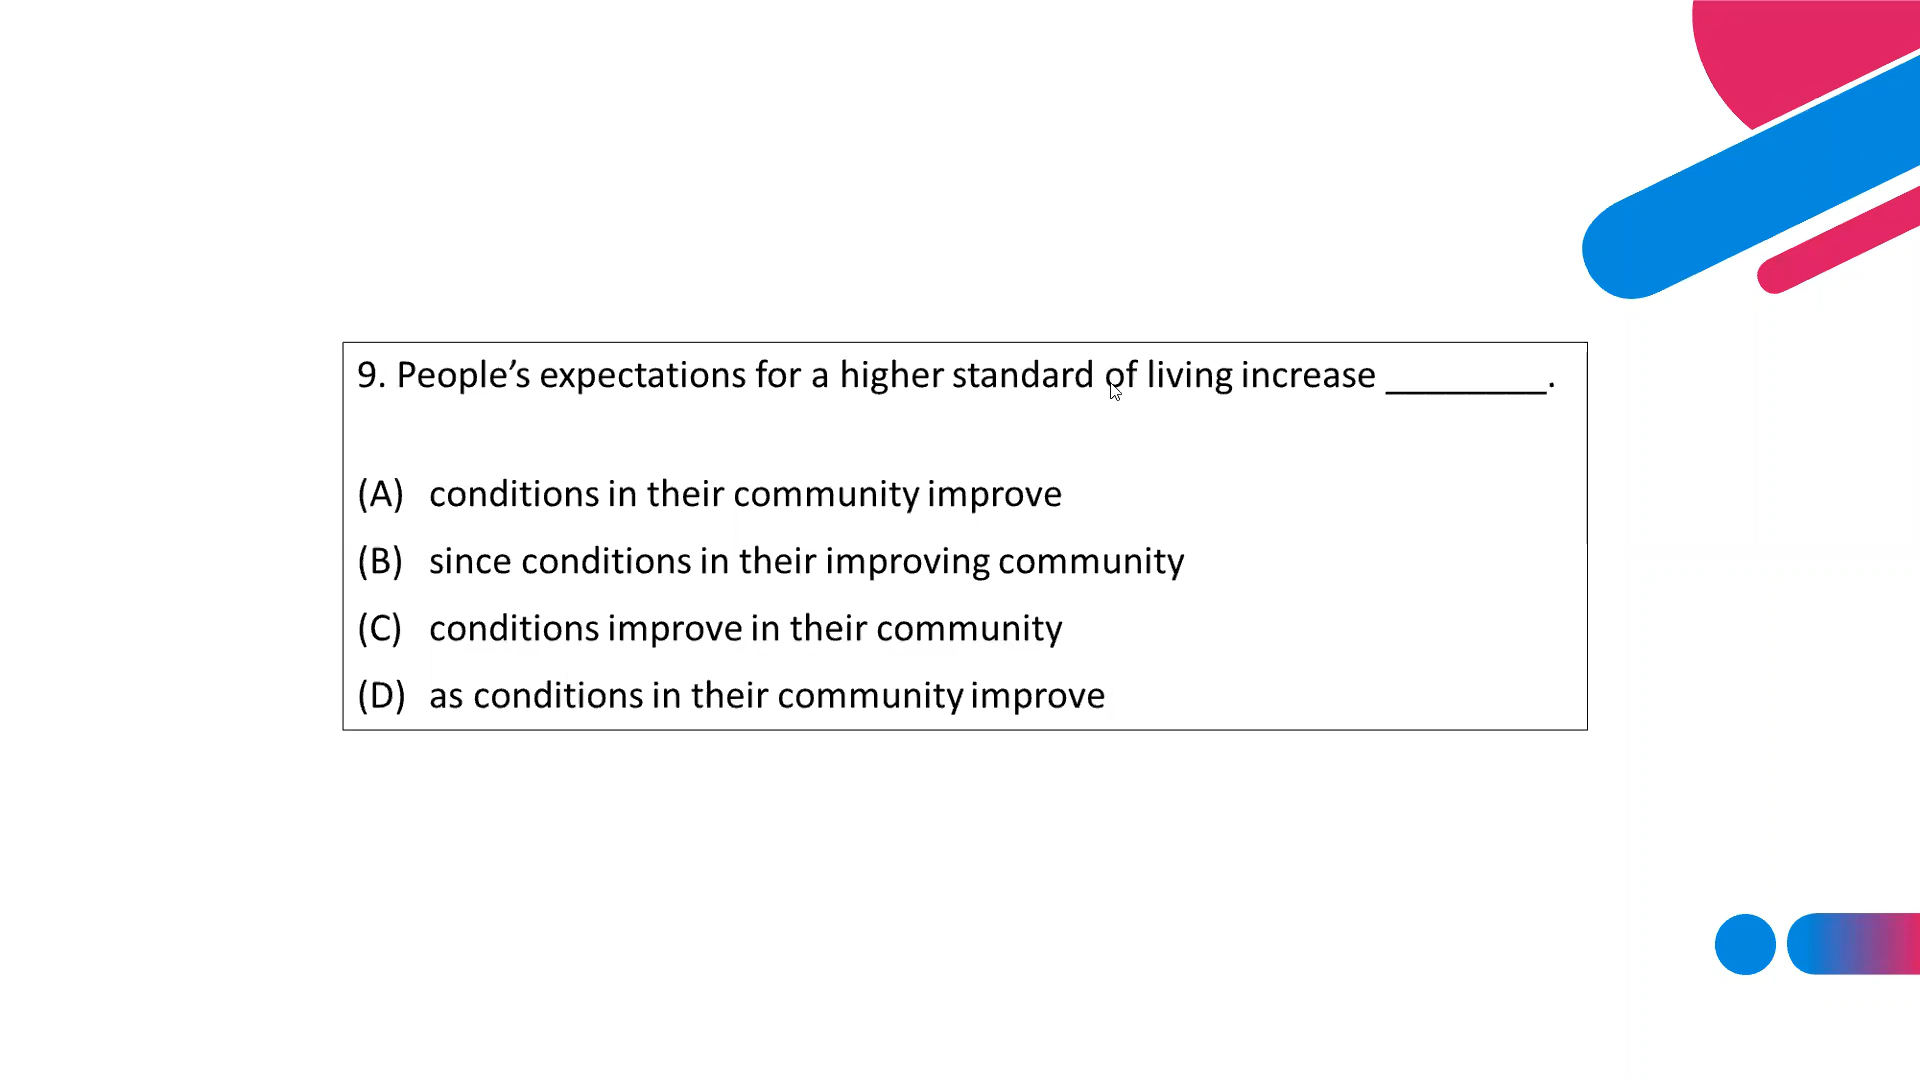 9. People’s expectations for a higher standard of living increase _________.
(A) conditions in their community improve
(B) since conditions in their improving community
(C) conditions improve in their community
(D) as conditions in their community improve